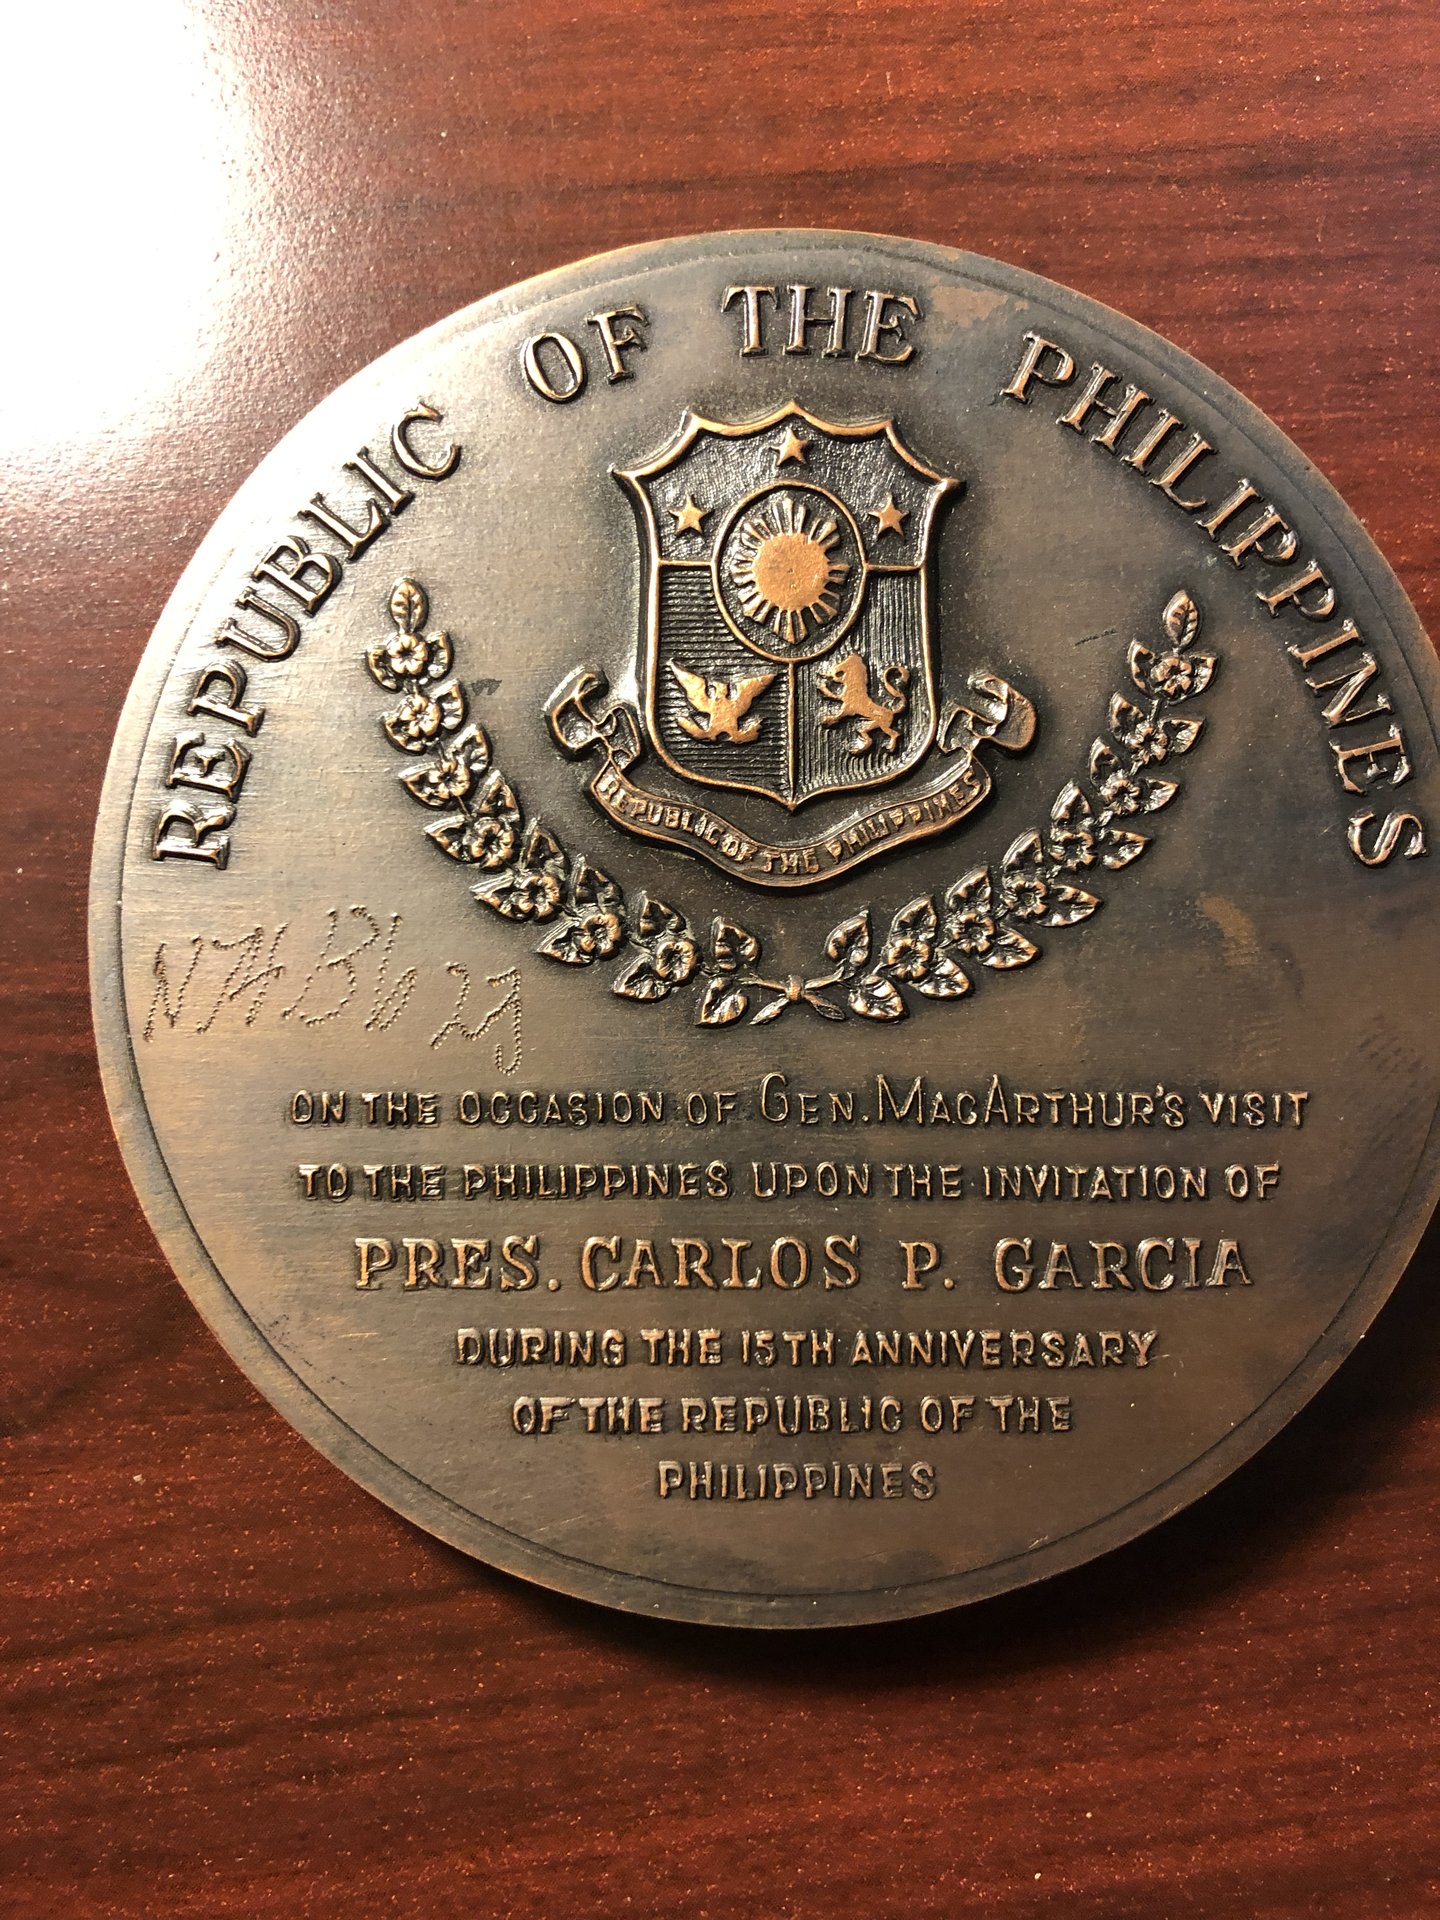 REPUBLIC OF THE PHILIPPINES
REPUBLIC OF THE PHILIPPINES
ON THE OCCASION OF GEN. MACARTHUR'S VISIT
TO THE PHILIPPINES UPON THE INVITATION OF
PRES. CARLOS P. GARCIA
DURING THE 15TH ANNIVERSARY
OF THE REPUBLIC OF THE
PHILIPPINES